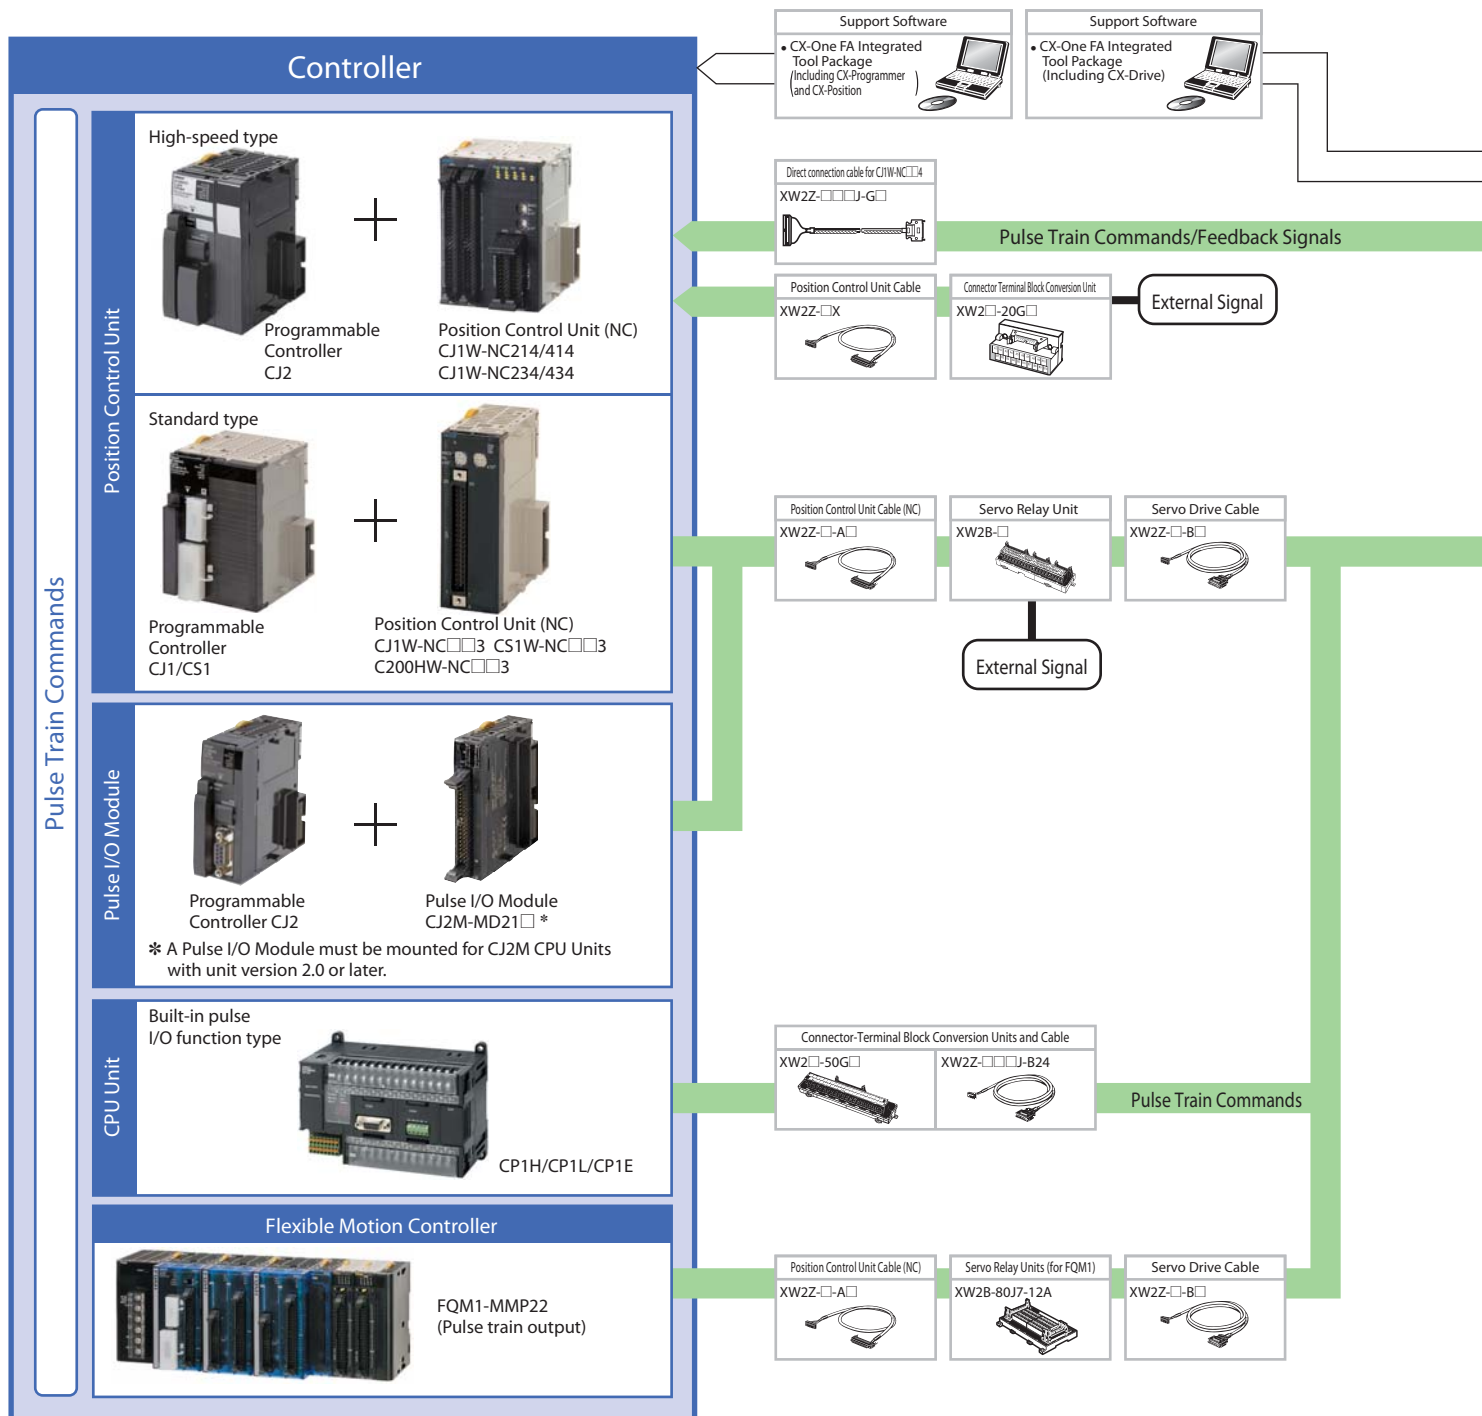 Controller
Pulse Train Commands
Position Control Unit
High-speed type
Programmable
Controller
CJ2
Position Control Unit (NC)
CJ1W-NC214/414
CJ1W-NC234/434
Standard type
Programmable
Controller
CJ1/CS1
Position Control Unit (NC)
CJ1W-NC□□3 CS1W-NC□□3
C200HW-NC□□3
Pulse I/O Module
Programmable
Controller CJ2
Pulse I/O Module
CJ2M-MD21□ *
✽ A Pulse I/O Module must be mounted for CJ2M CPU Units
with unit version 2.0 or later.
CPU Unit
Built-in pulse
I/O function type
CP1H/CP1L/CP1E
Flexible Motion Controller
FQM1-MMP22
(Pulse train output)
Support Software
• CX-One FA Integrated
Tool Package
(Including CX-Programmer
and CX-Position)
Support Software
• CX-One FA Integrated
Tool Package
(Including CX-Drive)
Direct connection cable for CJ1W-NC□□4
XW2Z-□□□J-G□
Pulse Train Commands/Feedback Signals
Position Control Unit Cable
XW2Z-□X
Connector Terminal Block Conversion Unit
XW2□-20G□
External Signal
Position Control Unit Cable (NC)
XW2Z-□-A□
Servo Relay Unit
XW2B-□
Servo Drive Cable
XW2Z-□-B□
External Signal
Connector-Terminal Block Conversion Units and Cable
XW2□-50G□
XW2Z-□□□J-B24
Pulse Train Commands
Position Control Unit Cable (NC)
XW2Z-□-A□
Servo Relay Units (for FQM1)
XW2B-80J7-12A
Servo Drive Cable
XW2Z-□-B□